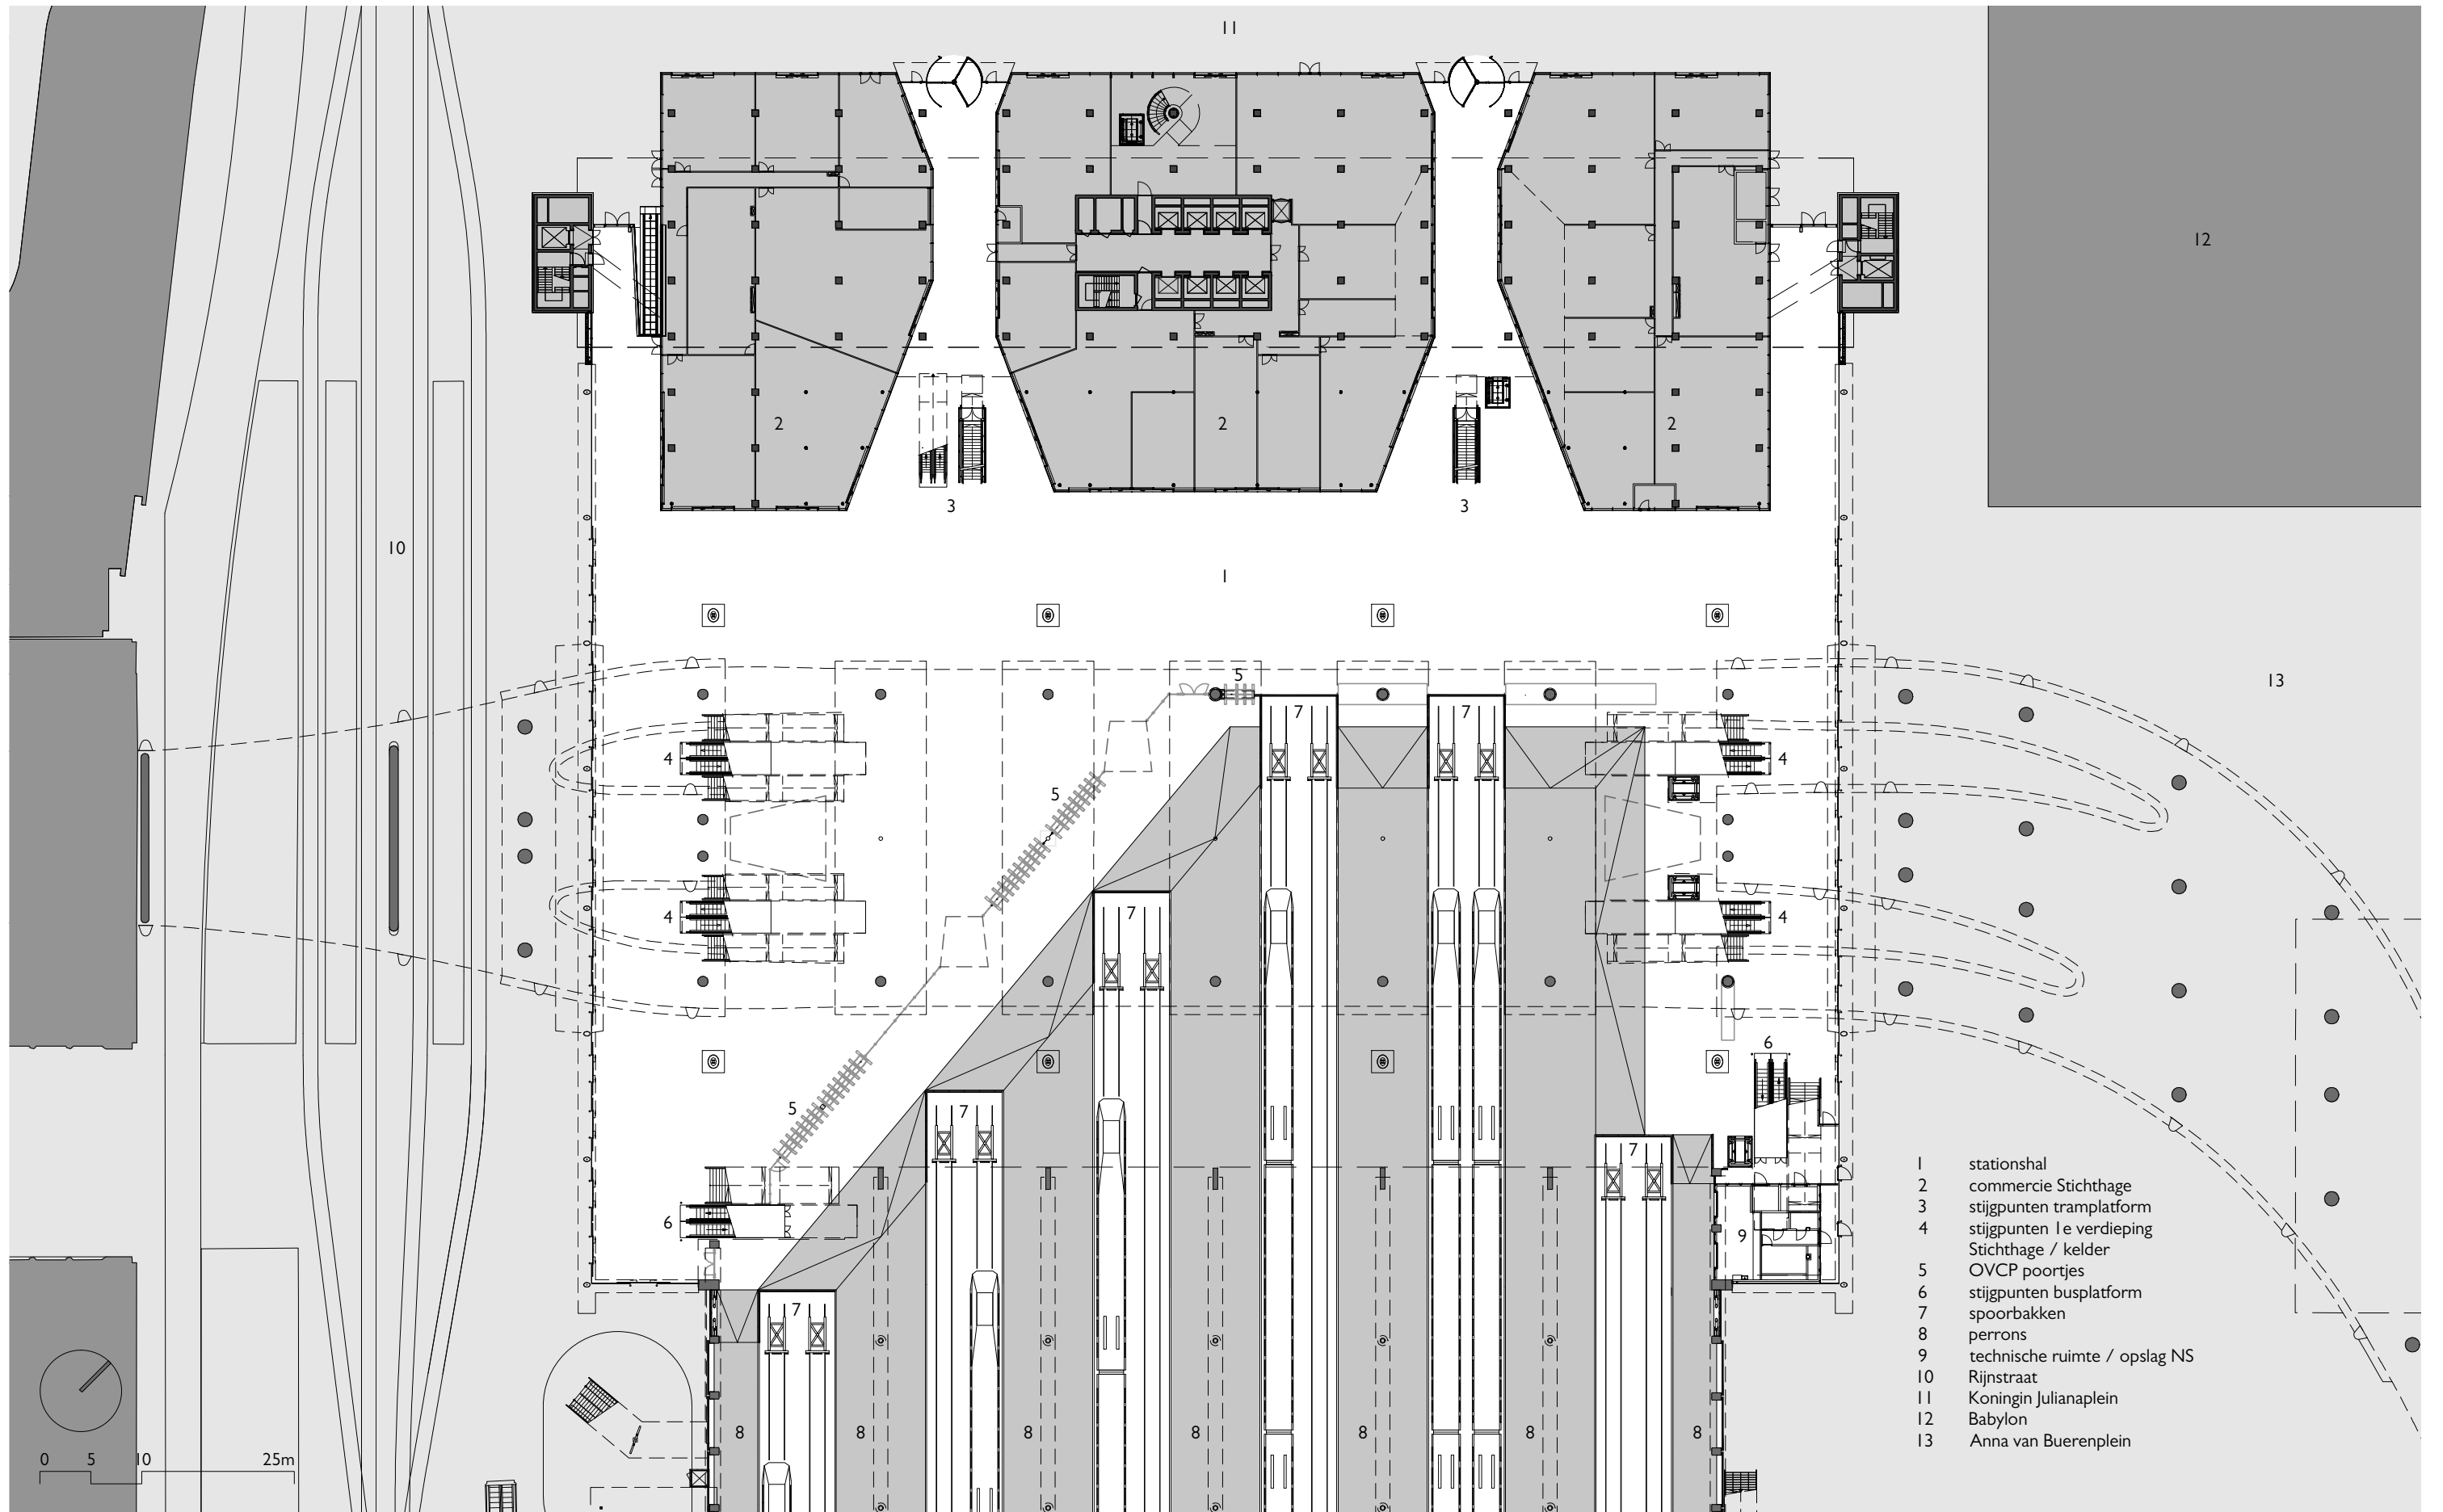 11
12
2
2
2
3
3
10
1
13
5
7
7
4
4
5
7
4
4
6
5
7
7
6
9
7
8
8
8
8
8
8
8
0 5 10 25m
1 stationshal
2 commercie Stichthage
3 stijgpunten tramplatform
4 stijgpunten 1e verdieping
Stichthage / kelder
5 OVCP poortjes
6 stijgpunten busplatform
7 spoorbakken
8 perrons
9 technische ruimte / opslag NS
10 Rijnstraat
11 Koningin Julianaplein
12 Babylon
13 Anna van Buerenplein